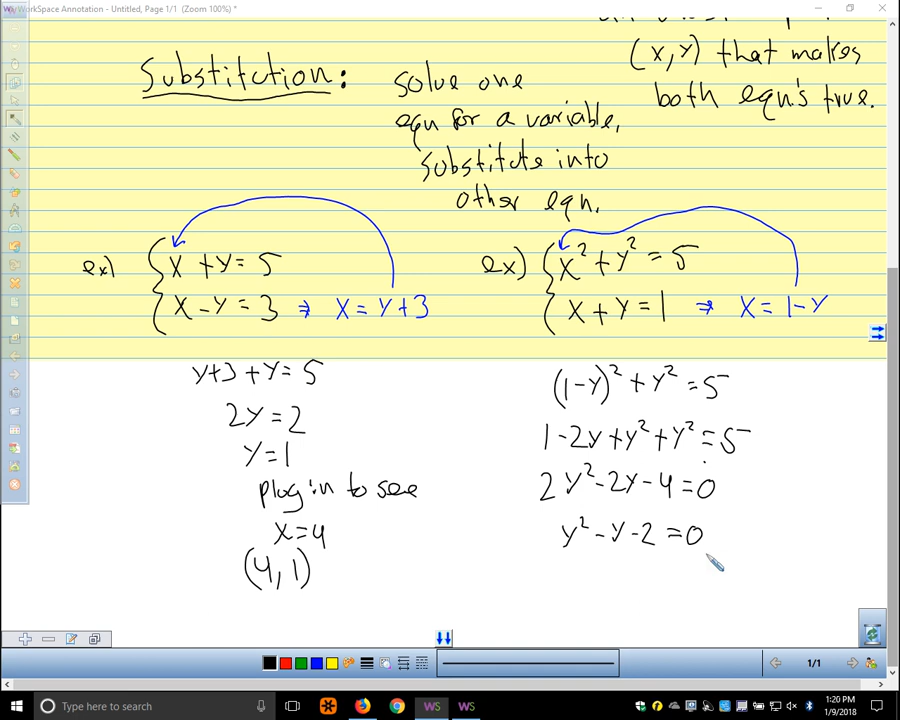 WorkSpace Annotation - Untitled, Page 1/1 (Zoom 100%) *
(x, y) that makes
both eqn's true.
Substitution:
solve one
eqn for a variable,
substitute into
other eqn.
ex) x + y = 5
x - y = 3 ⇒ x = y + 3
ex) x² + y² = 5
x + y = 1 ⇒ x = 1 - y
y+3 + y = 5
2y = 2
y = 1
plug in to see
x = 4
(4, 1)
(1-y)² + y² = 5
1 - 2y + y² + y² = 5
2y² - 2y - 4 = 0
y² - y - 2 = 0
1/1
Type here to search
WS WS
1:20 PM
1/9/2018